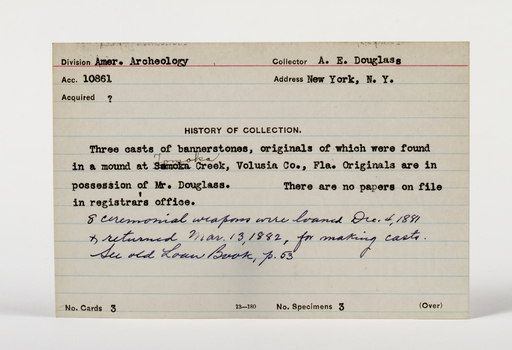 Division Amer. Archeology Collector A. E. Douglass
Acc. 10861 Address New York, N. Y.
Acquired ?
HISTORY OF COLLECTION.
Three casts of bannerstones, originals of which were found
Tomoka
in a mound at Samoka Creek, Volusia Co., Fla. Originals are in
possession of Mr. Douglass. There are no papers on file
in registrar's office.
8 ceremonial weapons were loaned Dec. 4, 1881
& returned Mar. 13, 1882, for making casts.
See old Loan Book, p. 53
No. Cards 3 13-180 No. Specimens 3 (Over)